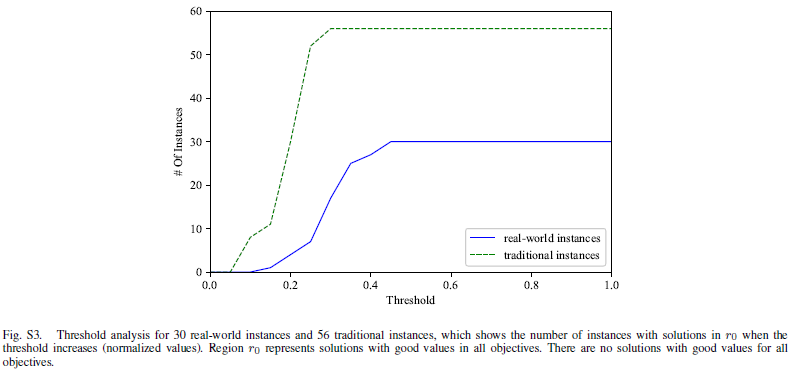 60
50
40
30
20
10
0
# Of Instances
0.0 0.2 0.4 0.6 0.8 1.0
Threshold
real-world instances
traditional instances
Fig. S3. Threshold analysis for 30 real-world instances and 56 traditional instances, which shows the number of instances with solutions in r₀ when the
threshold increases (normalized values). Region r₀ represents solutions with good values in all objectives. There are no solutions with good values for all
objectives.